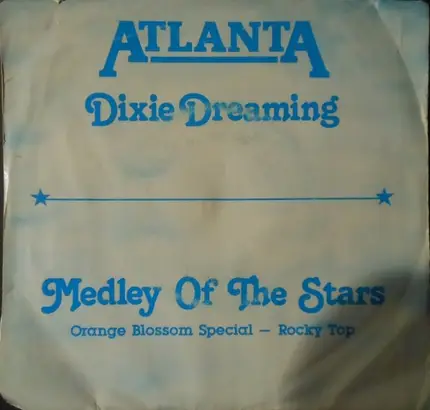 ATLANTA
Dixie Dreaming
Medley Of The Stars
Orange Blossom Special — Rocky Top